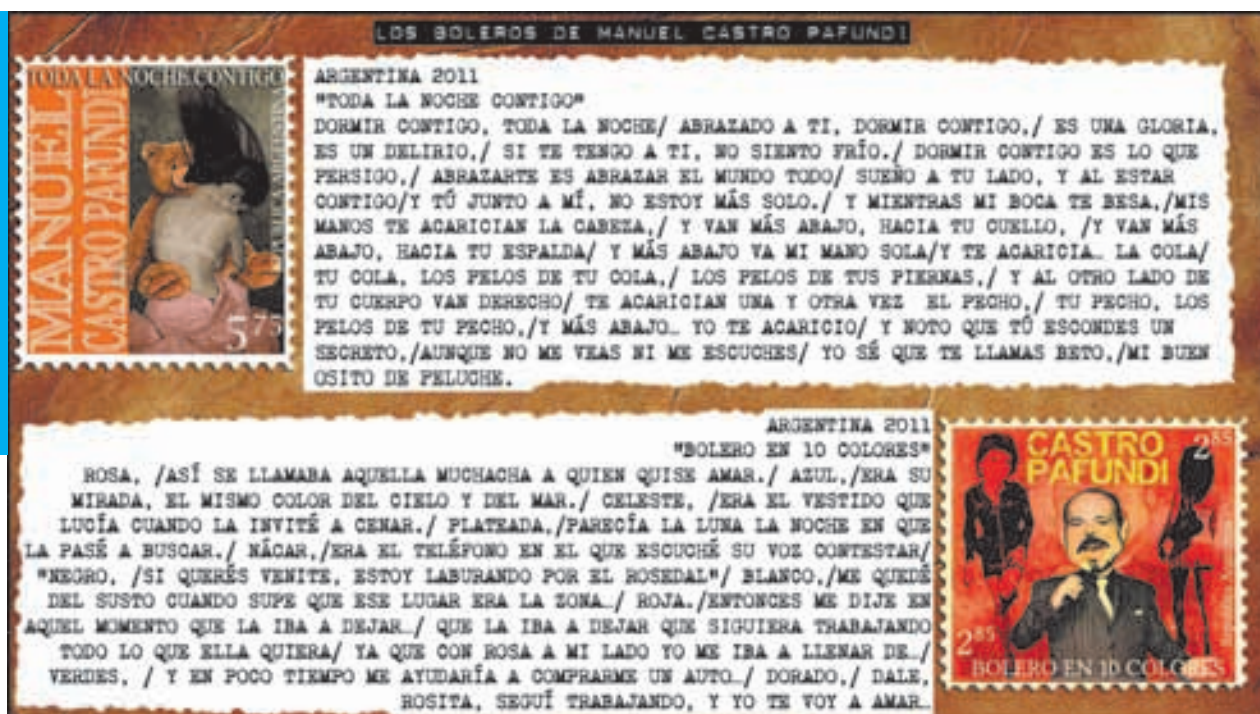 LOS BOLEROS DE MANUEL CASTRO PAFUNDI
TODA LA NOCHE CONTIGO
MANUEL
CASTRO PAFUNDI
5,75
ARGENTINA 2011
"TODA LA NOCHE CONTIGO"
DORMIR CONTIGO, TODA LA NOCHE/ ABRAZADO A TI, DORMIR CONTIGO,/ ES UNA GLORIA,
ES UN DELIRIO,/ SI TE TENGO A TI, NO SIENTO FRÍO./ DORMIR CONTIGO ES LO QUE
PERSIGO,/ ABRAZARTE ES ABRAZAR EL MUNDO TODO/ SUEÑO A TU LADO, Y AL ESTAR
CONTIGO/Y TÚ JUNTO A MÍ, NO ESTOY MÁS SOLO./ Y MIENTRAS MI BOCA TE BESA,/MIS
MANOS TE ACARICIAN LA CABEZA,/ Y VAN MÁS ABAJO, HACIA TU CUELLO, /Y VAN MÁS
ABAJO, HACIA TU ESPALDA/ Y MÁS ABAJO VA MI MANO SOLA/Y TE ACARICIA… LA COLA/
TU COLA, LOS PELOS DE TU COLA,/ LOS PELOS DE TUS PIERNAS,/ Y AL OTRO LADO DE
TU CUERPO VAN DERECHO/ TE ACARICIAN UNA Y OTRA VEZ EL PECHO,/ TU PECHO, LOS
PELOS DE TU PECHO,/Y MÁS ABAJO… YO TE ACARICIO/ Y NOTO QUE TÚ ESCONDES UN
SECRETO,/AUNQUE NO ME VEAS NI ME ESCUCHES/ YO SÉ QUE TE LLAMAS BETO,/MI BUEN
OSITO DE PELUCHE.
ARGENTINA 2011
"BOLERO EN 10 COLORES"
ROSA, /ASÍ SE LLAMABA AQUELLA MUCHACHA A QUIEN QUISE AMAR./ AZUL,/ERA SU
MIRADA, EL MISMO COLOR DEL CIELO Y DEL MAR./ CELESTE, /ERA EL VESTIDO QUE
LUCÍA CUANDO LA INVITÉ A CENAR./ PLATEADA,/PARECÍA LA LUNA LA NOCHE EN QUE
LA PASÉ A BUSCAR./ NÁCAR,/ERA EL TELÉFONO EN EL QUE ESCUCHÉ SU VOZ CONTESTAR/
"NEGRO, /SI QUERÉS VENITE, ESTOY LABURANDO POR EL ROSEDAL"/ BLANCO,/ME QUEDÉ
DEL SUSTO CUANDO SUPE QUE ESE LUGAR ERA LA ZONA…/ ROJA./ENTONCES ME DIJE EN
AQUEL MOMENTO QUE LA IBA A DEJAR…/ QUE LA IBA A DEJAR QUE SIGUIERA TRABAJANDO
TODO LO QUE ELLA QUIERA/ YA QUE CON ROSA A MI LADO YO ME IBA A LLENAR DE…/
VERDES, / Y EN POCO TIEMPO ME AYUDARÍA A COMPRARME UN AUTO…/ DORADO,/ DALE,
ROSITA, SEGUÍ TRABAJANDO, Y YO TE VOY A AMAR…
CASTRO
PAFUNDI
2 85
2 85
BOLERO EN 10 COLORES